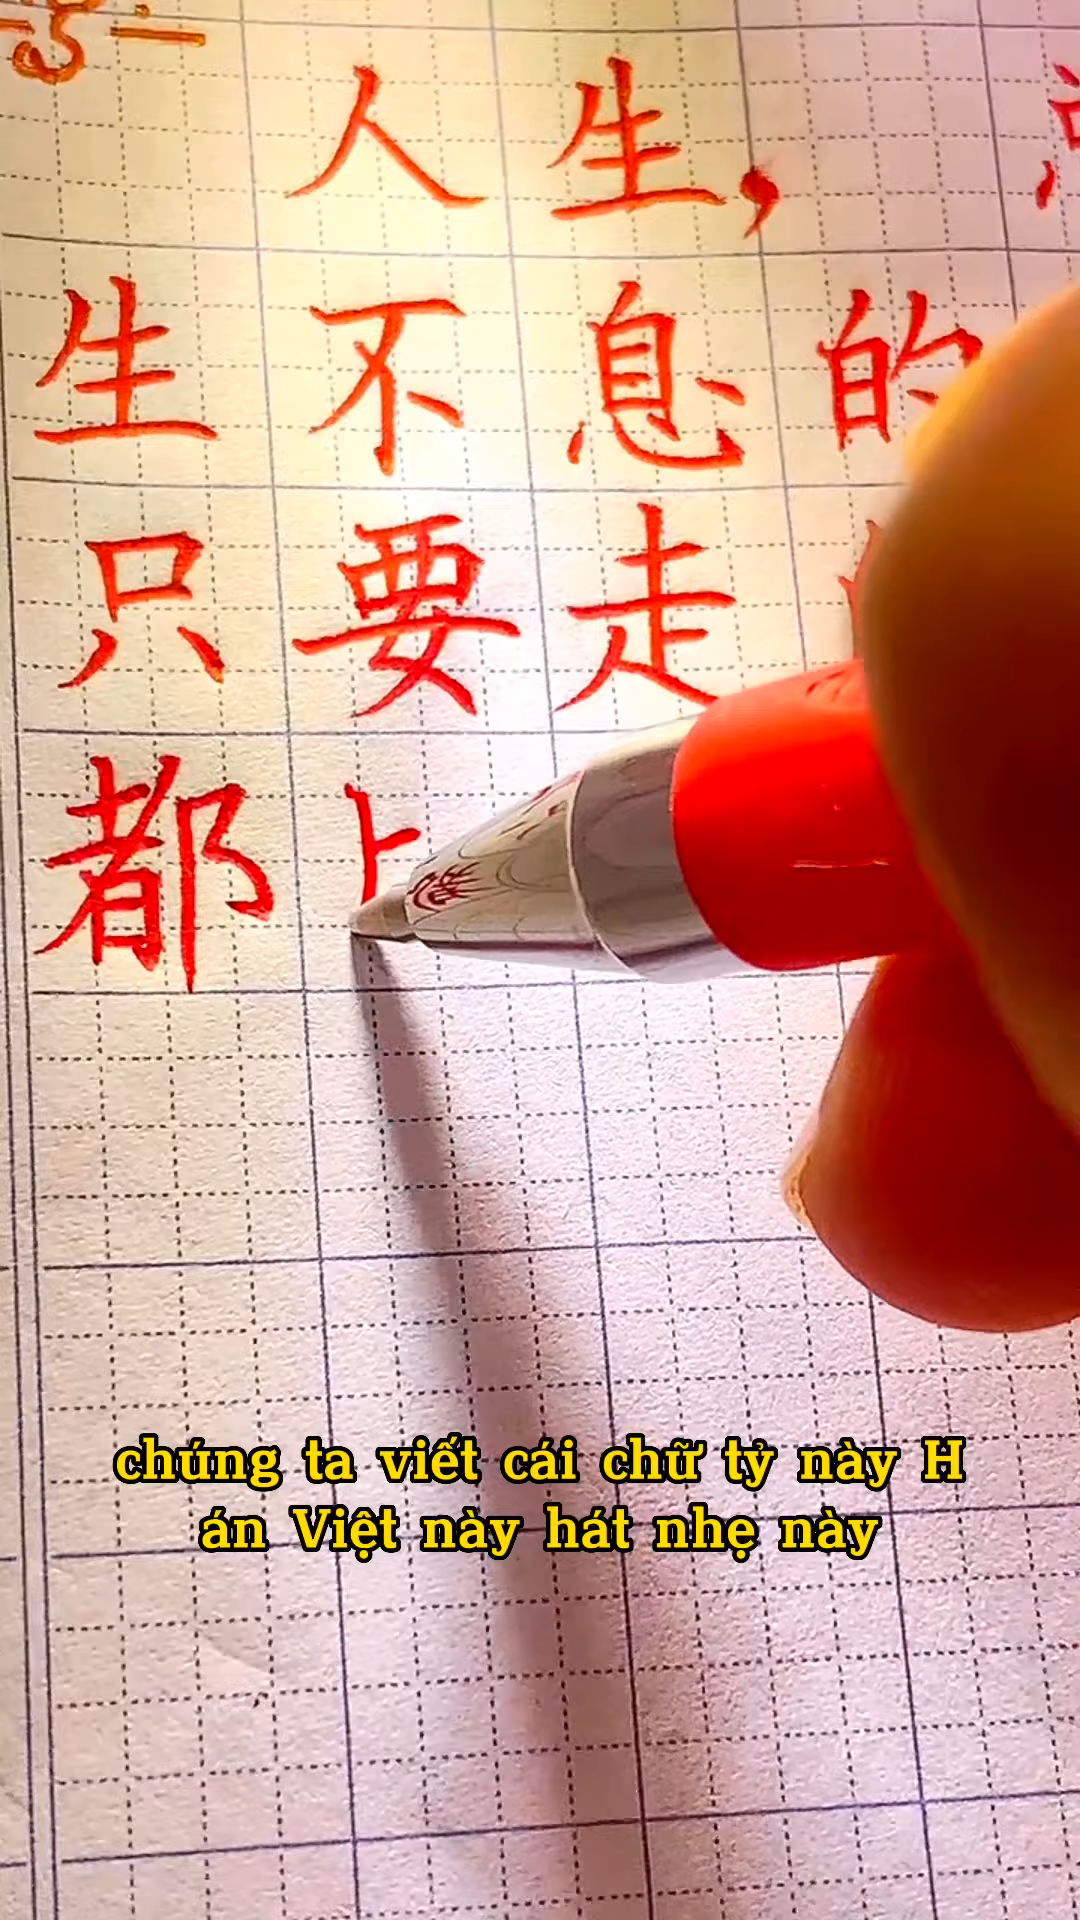 人生，
生不息的
只要走
都
chúng ta viết cái chữ tỷ này H
án Việt này hát nhẹ này